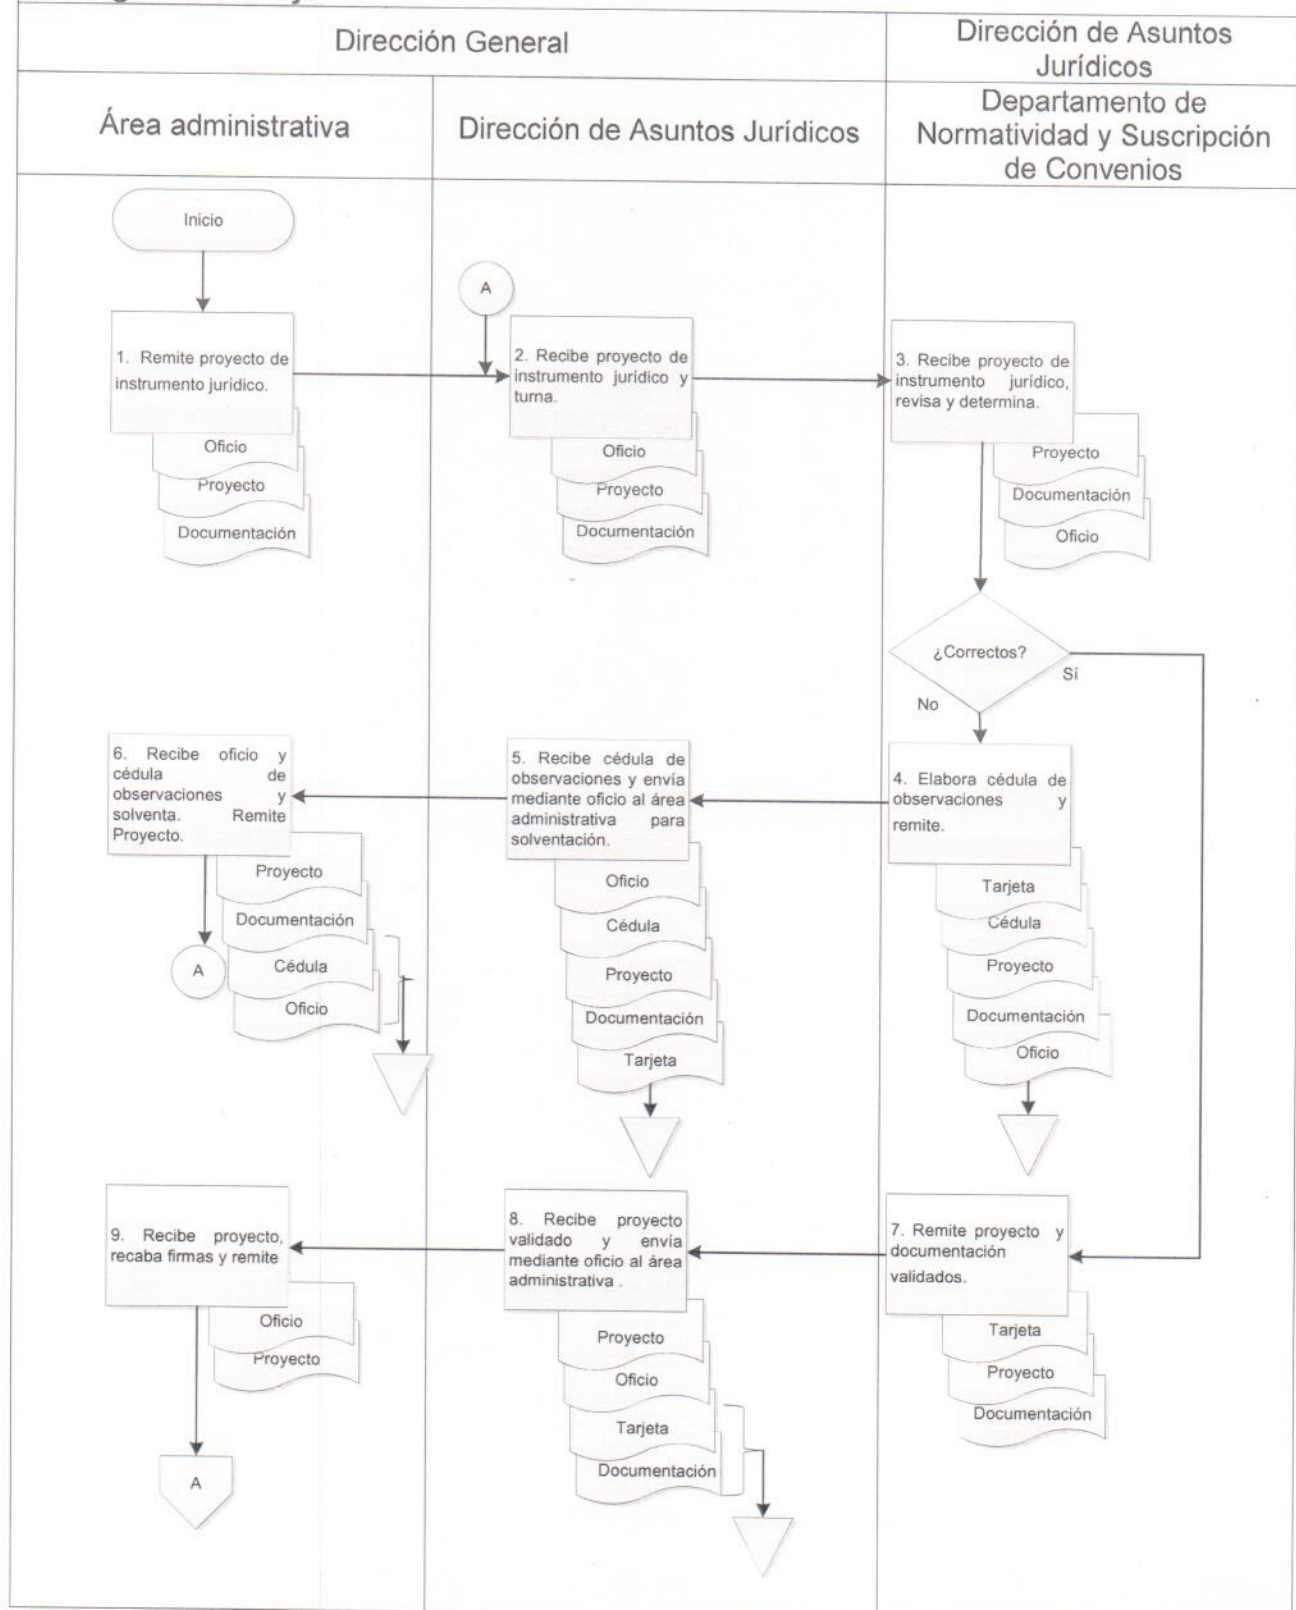 Dirección General
Dirección de Asuntos
Jurídicos
Área administrativa
Dirección de Asuntos Jurídicos
Departamento de
Normatividad y Suscripción
de Convenios
Inicio
A
1. Remite proyecto de
instrumento jurídico.
Oficio
Proyecto
Documentación
2. Recibe proyecto de
instrumento jurídico y
turna.
Oficio
Proyecto
Documentación
3. Recibe proyecto de
instrumento jurídico,
revisa y determina.
Proyecto
Documentación
Oficio
¿Correctos?
Sí
No
4. Elabora cédula de
observaciones y
remite.
Tarjeta
Cédula
Proyecto
Documentación
Oficio
5. Recibe cédula de
observaciones y envía
mediante oficio al área
administrativa para
solventación.
Oficio
Cédula
Proyecto
Documentación
Tarjeta
6. Recibe oficio y
cédula de
observaciones y
solventa. Remite
Proyecto.
Proyecto
Documentación
Cédula
Oficio
A
7. Remite proyecto y
documentación
validados.
Tarjeta
Proyecto
Documentación
8. Recibe proyecto
validado y envía
mediante oficio al área
administrativa .
Proyecto
Oficio
Tarjeta
Documentación
9. Recibe proyecto,
recaba firmas y remite
Oficio
Proyecto
A